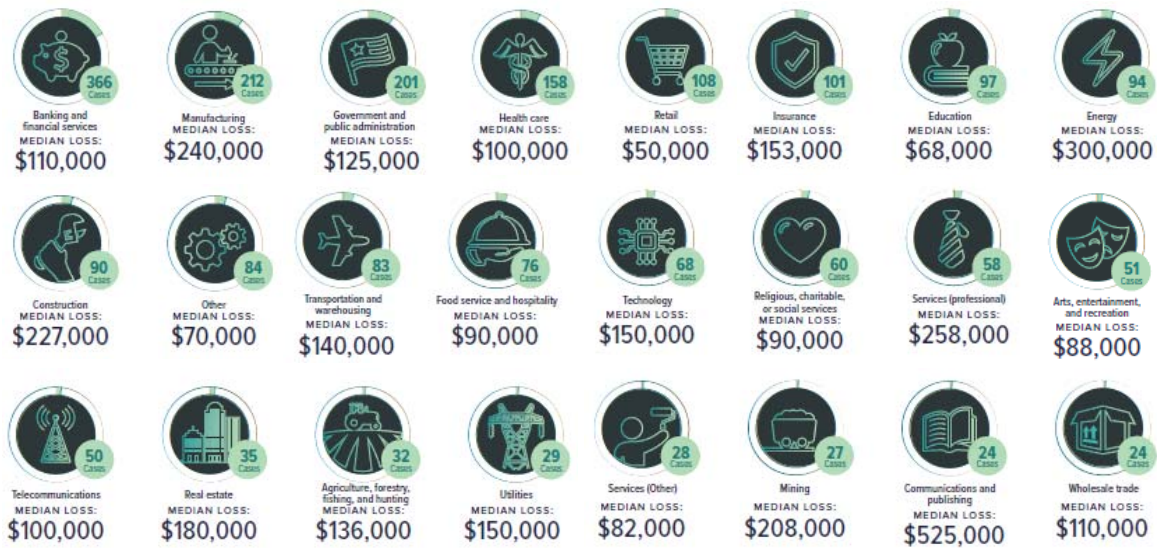 366
Cases
Banking and
financial services
MEDIAN LOSS:
$110,000
212
Cases
Manufacturing
MEDIAN LOSS:
$240,000
201
Cases
Government and
public administration
MEDIAN LOSS:
$125,000
158
Cases
Health care
MEDIAN LOSS:
$100,000
108
Cases
Retail
MEDIAN LOSS:
$50,000
101
Cases
Insurance
MEDIAN LOSS:
$153,000
97
Cases
Education
MEDIAN LOSS:
$68,000
94
Cases
Energy
MEDIAN LOSS:
$300,000
90
Cases
Construction
MEDIAN LOSS:
$227,000
84
Cases
Other
MEDIAN LOSS:
$70,000
83
Cases
Transportation and
warehousing
MEDIAN LOSS:
$140,000
76
Cases
Food service and hospitality
MEDIAN LOSS:
$90,000
68
Cases
Technology
MEDIAN LOSS:
$150,000
60
Cases
Religious, charitable,
or social services
MEDIAN LOSS:
$90,000
58
Cases
Services (professional)
MEDIAN LOSS:
$258,000
51
Cases
Arts, entertainment,
and recreation
MEDIAN LOSS:
$88,000
50
Cases
Telecommunications
MEDIAN LOSS:
$100,000
35
Cases
Real estate
MEDIAN LOSS:
$180,000
32
Cases
Agriculture, forestry,
fishing, and hunting
MEDIAN LOSS:
$136,000
29
Cases
Utilities
MEDIAN LOSS:
$150,000
28
Cases
Services (Other)
MEDIAN LOSS:
$82,000
27
Cases
Mining
MEDIAN LOSS:
$208,000
24
Cases
Communications and
publishing
MEDIAN LOSS:
$525,000
24
Cases
Wholesale trade
MEDIAN LOSS:
$110,000